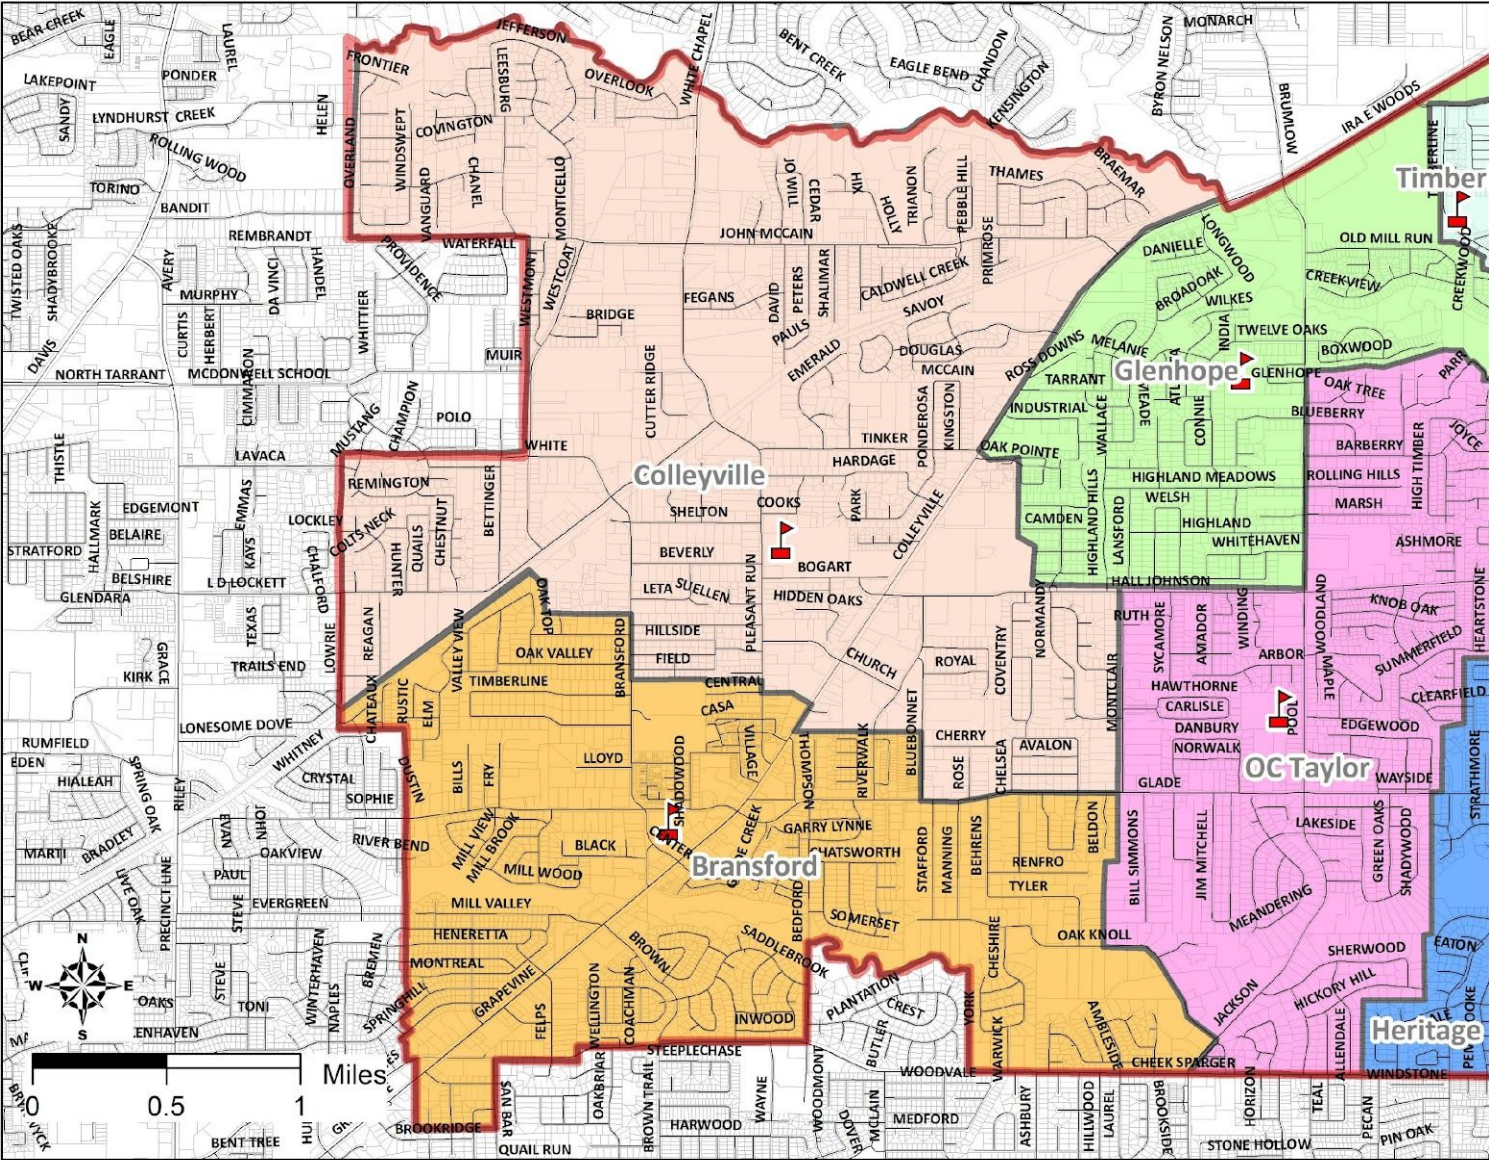 BEAR CREEK
EAGLE
LAUREL
JEFFERSON
WHITE CHAPEL
BENT CREEK
EAGLE BEND
CHANDON
KENSINGTON
BYRON NELSON
MONARCH
FRONTIER
LEESBURG
OVERLOOK
LAKEPOINT
PONDER
SANDY
LYNDHURST CREEK
HELEN
BRUMLOW
IRA E WOODS
ROLLING WOOD
OVERLAND
WINDSWEPT
COVINGTON
VANGUARD
CHANEL
MONTICELLO
JO WILL
CEDAR
HIX
HOLLY
TRIANON
PEBBLE HILL
THAMES
BRAEMAR
Timber
TORINO
BANDIT
REMBRANDT
WATERFALL
JOHN MCCAIN
PRIMROSE
LONGWOOD
DANIELLE
OLD MILL RUN
CREEKWOOD
TWISTED OAKS
SHADYBROOKE
AVERY
DA VINCI
HANDEL
PROVIDENCE
WESTMONT
WESTCOAT
DAVID
PETERS
SHALIMAR
CALDWELL CREEK
BROADOAK
CREEKVIEW
MURPHY
FEGANS
SAVOY
WILKES
CURTIS
HERBERT
WHITTIER
BRIDGE
PAULS
INDIA
TWELVE OAKS
DAVIS
MUIR
EMERALD
DOUGLAS
ROSS DOWNS
MELANIE
BOXWOOD
NORTH TARRANT
MCDONWELL SCHOOL
MCCAIN
TARRANT
Glenhope
GLENHOPE
PARR
OAK TREE
CIMMARON
MUSTANG
CHAMPION
POLO
CUTTER RIDGE
PONDEROSA
KINGSTON
INDUSTRIAL
WALLACE
MEADE
CONNIE
BLUEBERRY
THISTLE
LAVACA
WHITE
TINKER
HARDAGE
OAK POINTE
BARBERRY
HIGH TIMBER
JOYCE
REMINGTON
BETTINGER
Colleyville
HIGHLAND HILLS
HIGHLAND MEADOWS
ROLLING HILLS
HALLMARK
EDGEMONT
EMMAS
LOCKLEY
COLTS NECK
CHESTNUT
COOKS
SHELTON
PARK
COLLEYVILLE
WELSH
MARSH
CAMDEN
LANSFORD
HIGHLAND
WHITEHAVEN
BELAIRE
STRATFORD
KAYS
HUNTER
QUAILS
BEVERLY
ASHMORE
BELSHIRE
L D LOCKETT
CHALFORD
PLEASANT RUN
BOGART
HALL JOHNSON
GLENDARA
OAK TOP
LETA
SUELLEN
HIDDEN OAKS
NORMANDY
WOODLAND
KNOB OAK
HEARTSTONE
TEXAS
LOWRIE
REAGAN
VALLEY VIEW
BRANSFORD
HILLSIDE
RUTH
SYCAMORE
AMADOR
WINDING
SUMMERFIELD
GRACE
KIRK
TRAILS END
OAK VALLEY
FIELD
CHURCH
ROYAL
COVENTRY
ARBOR
MAPLE
CHATEAUX
RUSTIC
ELM
TIMBERLINE
CENTRAL
MONTCLAIR
HAWTHORNE
CLEARFIELD
LONESOME DOVE
CASA
CARLISLE
DANBURY
POOL
EDGEWOOD
RUMFIELD
EDEN
WHITNEY
LLOYD
SHADOWOOD
VILLAGE
THOMPSON
RIVERWALK
BLUEBONNET
CHERRY
AVALON
NORWALK
STRATHMORE
HIALEAH
SPRING OAK
RILEY
CRYSTAL
SOPHIE
DUSTIN
BILLS
FRY
ROSE
CHELSEA
GLADE
OC Taylor
WAYSIDE
MARTI
BRADLEY
EVAN
JOHN
OAKVIEW
RIVER BEND
MILL VIEW
MILL BROOK
BLACK
CENTER
GARRY LYNNE
CHATSWORTH
STAFFORD
MANNING
BEHRENS
BELDON
RENFRO
BILL SIMMONS
JIM MITCHELL
LAKESIDE
GREEN OAKS
SHADYWOOD
LIVE OAK
PRECINCT LINE
PAUL
MILL WOOD
Bransford
TYLER
STEVE
EVERGREEN
MILL VALLEY
BEDFORD
SOMERSET
MEANDERING
HENERETTA
BROWN
SADDLEBROOK
CHESHIRE
OAK KNOLL
SHERWOOD
EATON
N
W
E
S
STEVE
WINTERHAVEN
NAPLES
BREMEN
MONTREAL
GRAPEVINE
WELLINGTON
COACHMAN
PLANTATION
HICKORY HILL
OAKS
TONI
SPRINGHILL
FELPS
INWOOD
CREST
BUTLER
YORK
WARWICK
AMBLESIDE
JACKSON
ALLENDALE
Heritage
STEEPLECHASE
WOODVALE
CHEEK SPARGER
WINDSTONE
Miles
0
0.5
1
SAN BAR
OAKBRIAR
BROWN TRAIL
WAYNE
WOODMONT
MCLAIN
ASHBURY
HILLWOOD
LAUREL
BROOKSIDE
HORIZON
TEAL
PECAN
BROOKRIDGE
HARWOOD
DOVER
MEDFORD
PIN OAK
BENT TREE
QUAIL RUN
STONE HOLLOW